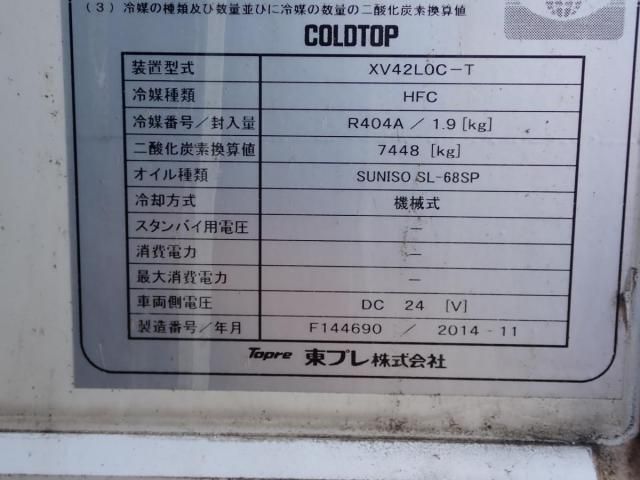 (3)冷媒の種類及び数量並びに冷媒の数量の二酸化炭素換算値
COLDTOP
装置型式 XV42L0C-T
冷媒種類 HFC
冷媒番号/封入量 R404A / 1.9 [kg]
二酸化炭素換算値 7448 [kg]
オイル種類 SUNISO SL-68SP
冷却方式 機械式
スタンバイ用電圧 —
消費電力 —
最大消費電力 —
車両側電圧 DC 24 [V]
製造番号/年月 F144690 / 2014-11
Topre 東プレ株式会社